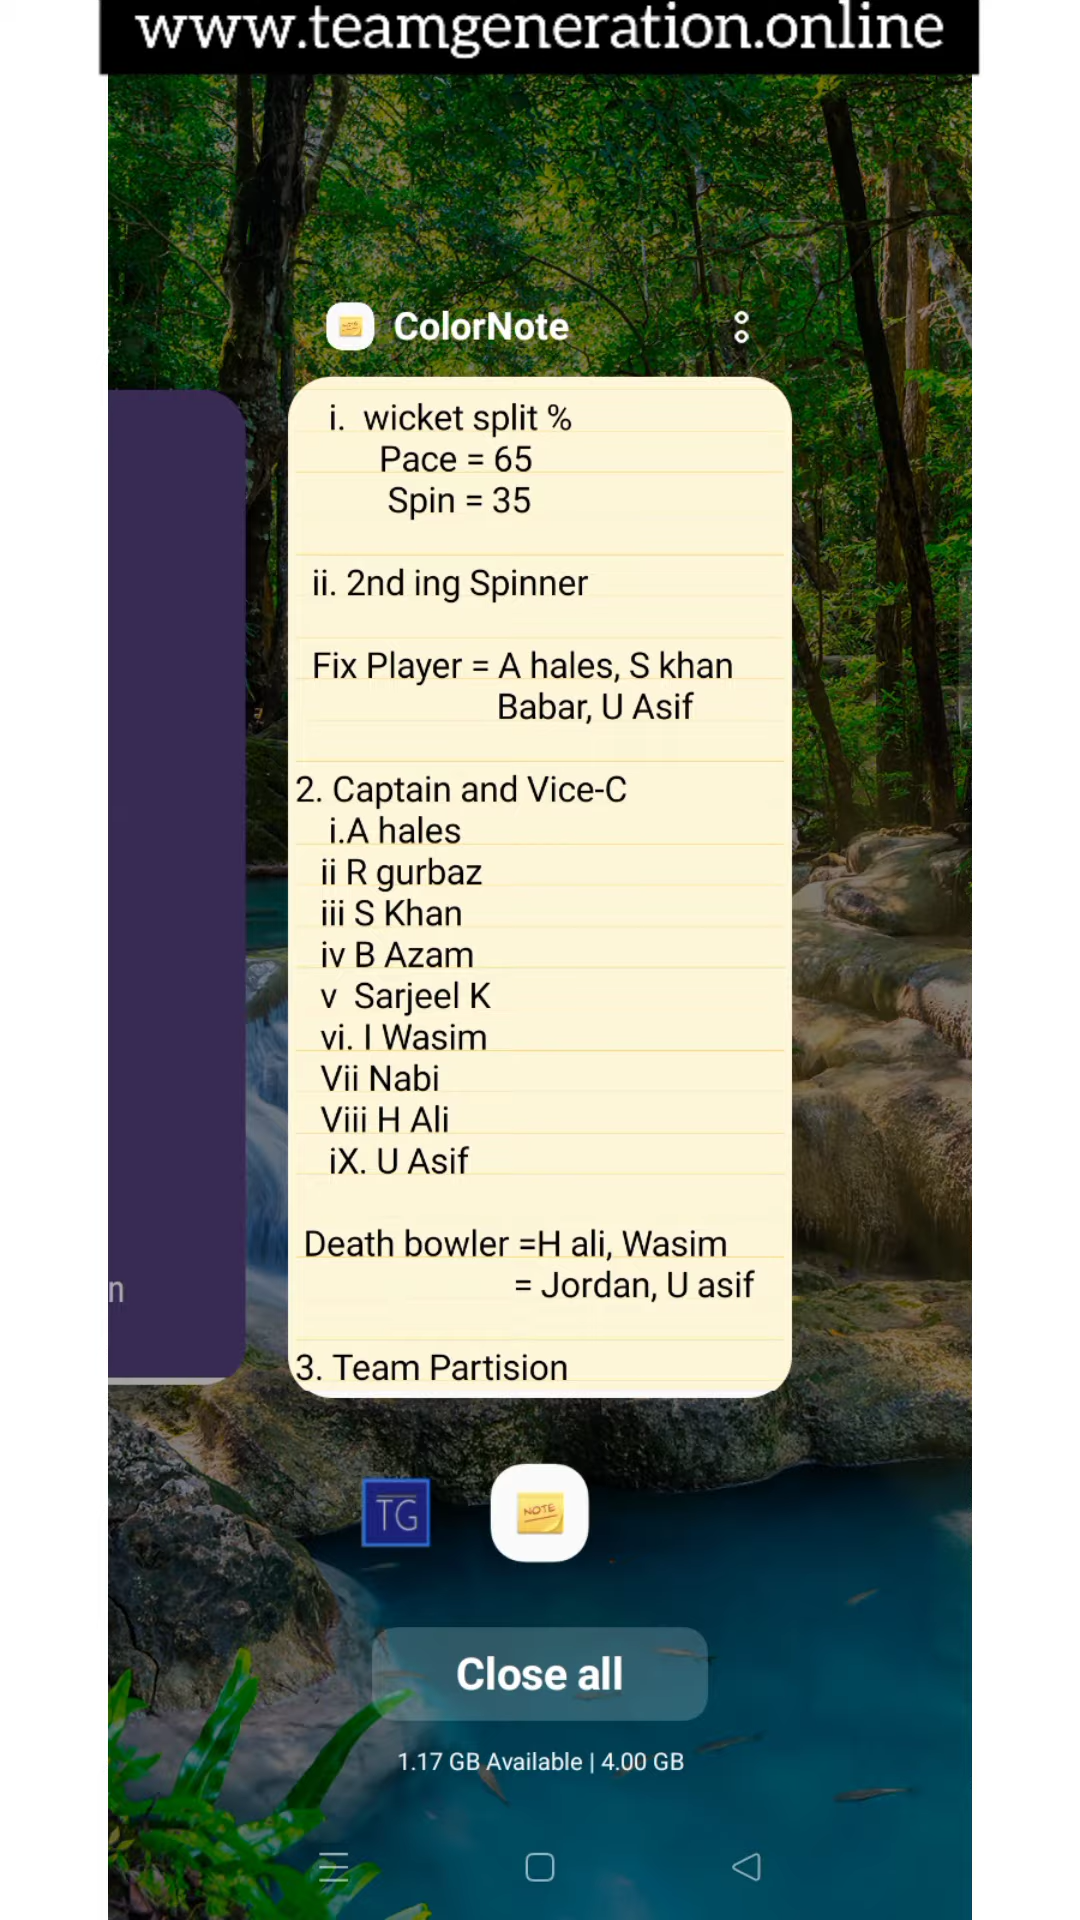 www.teamgeneration.online
ColorNote
i. wicket split %
Pace = 65
Spin = 35
ii. 2nd ing Spinner
Fix Player = A hales, S khan
Babar, U Asif
2. Captain and Vice-C
i.A hales
ii R gurbaz
iii S Khan
iv B Azam
v Sarjeel K
vi. I Wasim
Vii Nabi
Viii H Ali
iX. U Asif
n
Death bowler =H ali, Wasim
= Jordan, U asif
3. Team Partision
TG
NOTE
Close all
1.17 GB Available | 4.00 GB